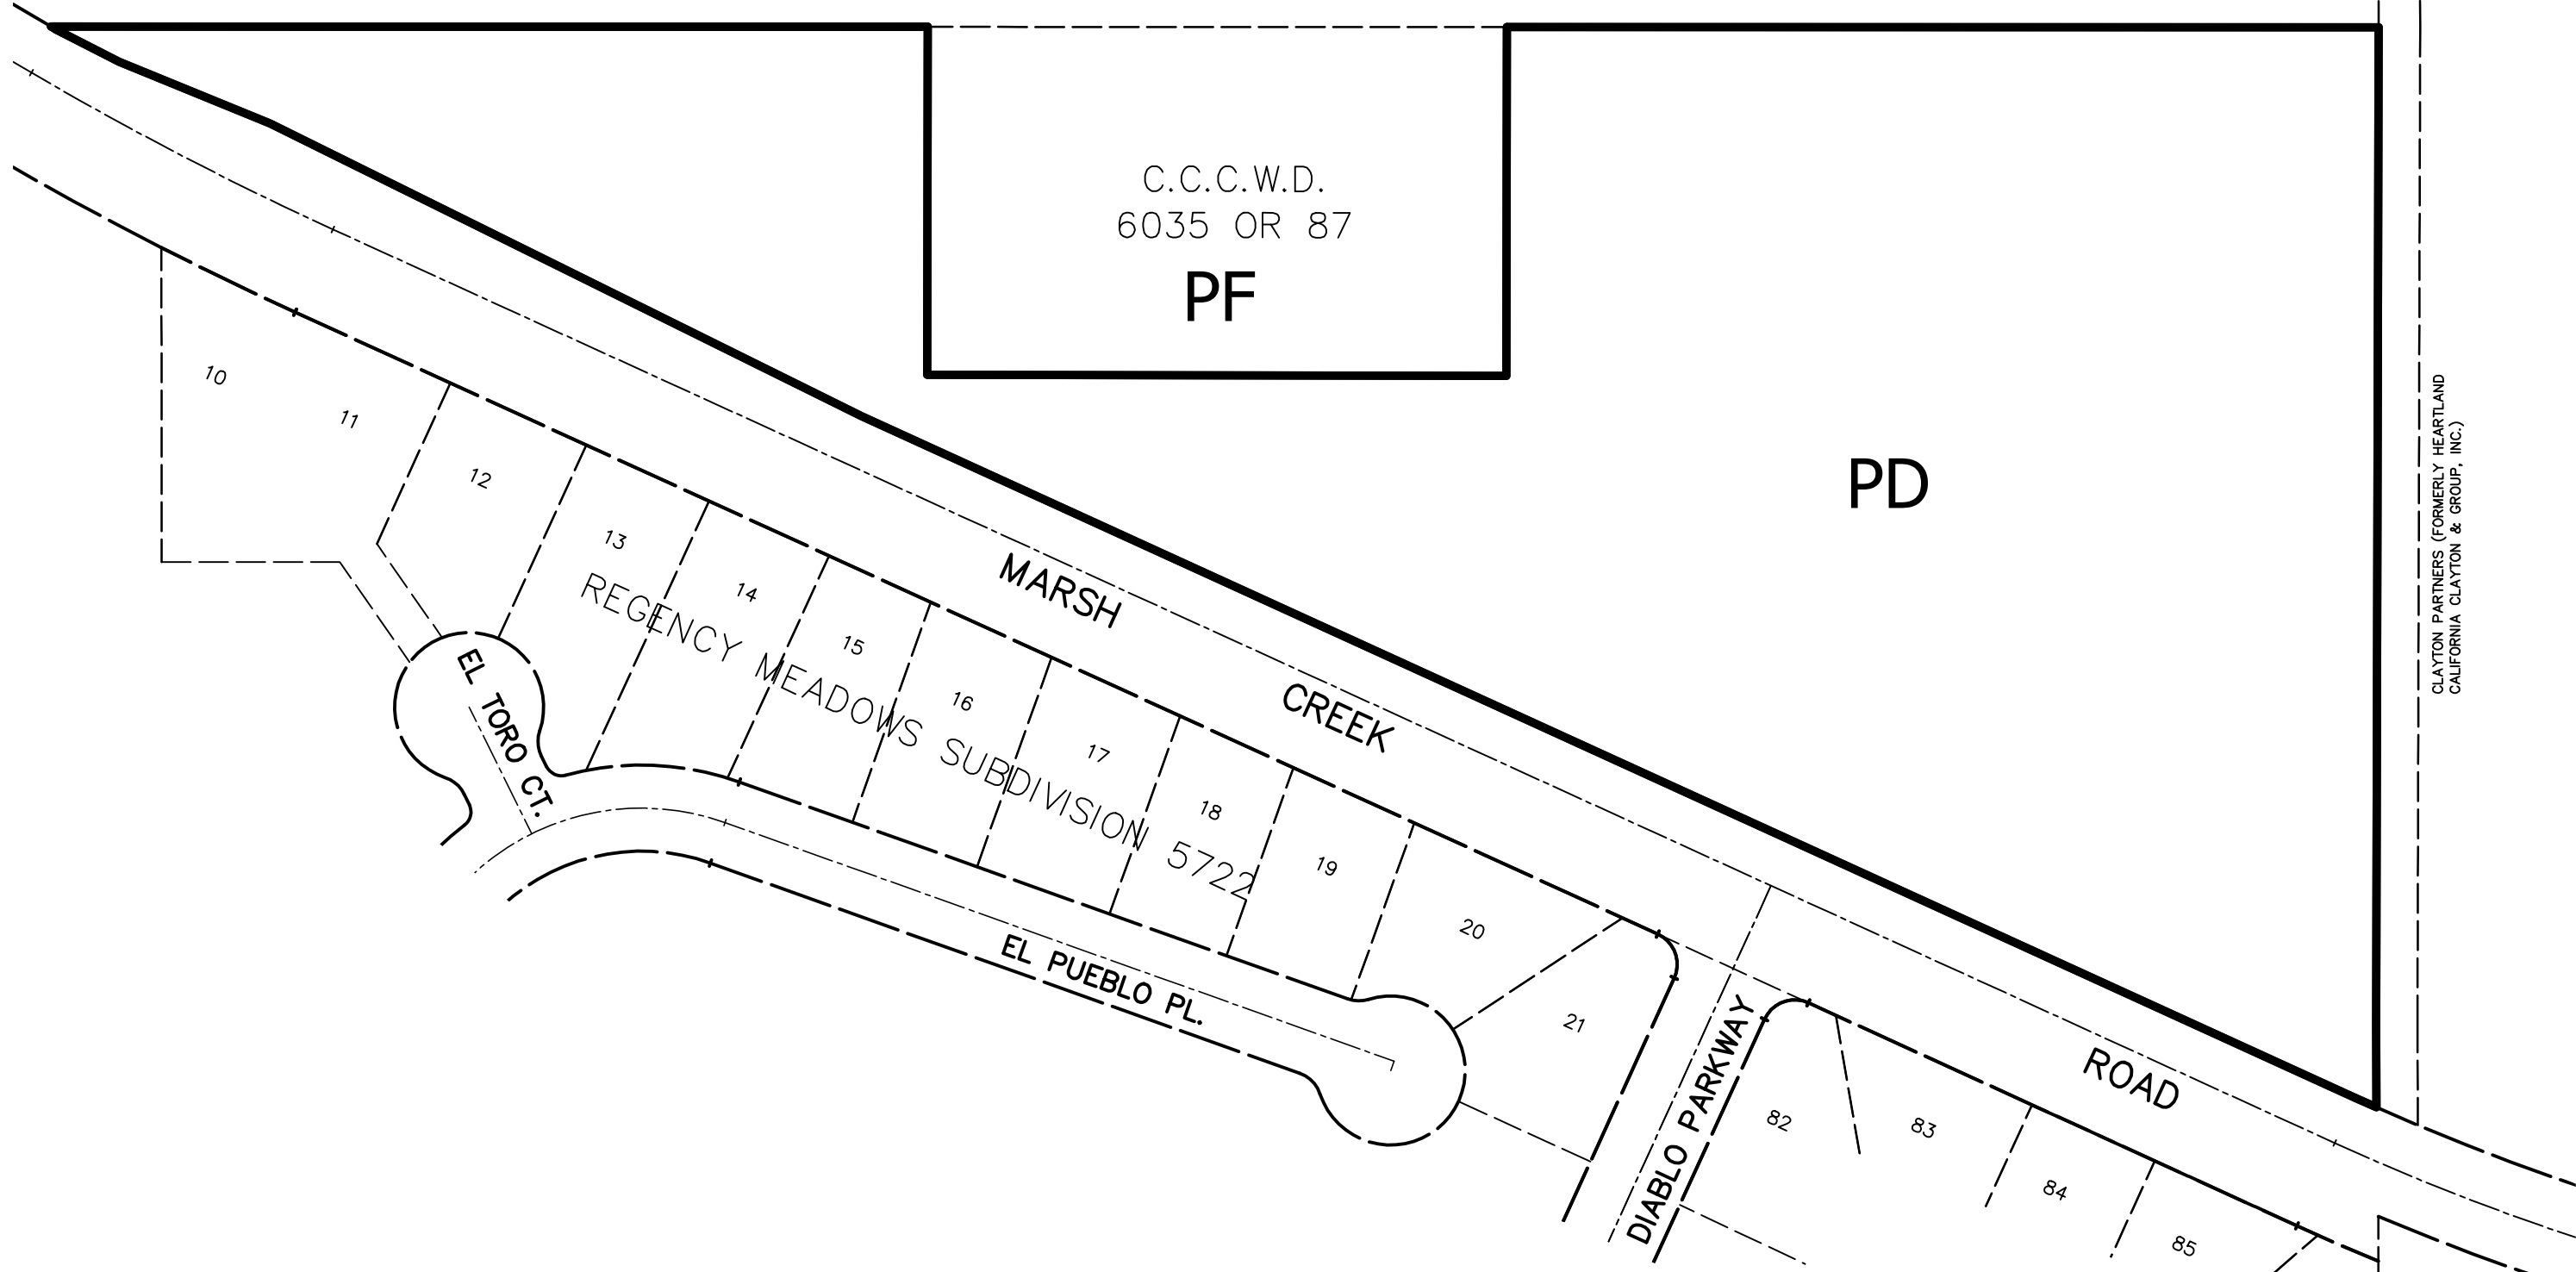 C.C.C.W.D.
6035 OR 87
PF
PD
CLAYTON PARTNERS (FORMERLY HEARTLAND
CALIFORNIA CLAYTON & GROUP, INC.)
10
11
12
13
14
15
16
17
18
19
20
21
REGENCY MEADOWS SUBDIVISION 5722
MARSH CREEK ROAD
EL TORO CT.
EL PUEBLO PL.
DIABLO PARKWAY
82
83
84
85